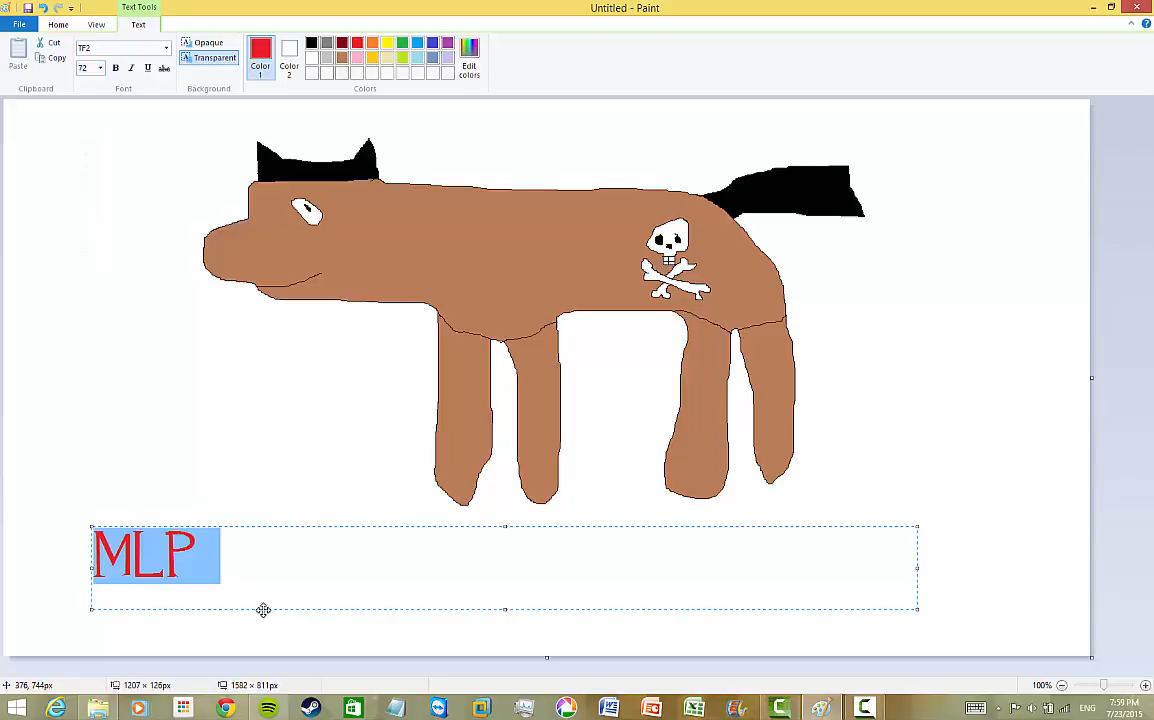 Text Tools
Untitled - Paint
File
Home
View
Text
Paste
Cut
Copy
Clipboard
TF2
72
B
I
U
abc
Font
Opaque
Transparent
Background
Color 1
Color 2
Edit colors
Colors
MLP
376, 744px
1207 × 126px
1582 × 811px
100%
ENG
7:59 PM
7/23/2015